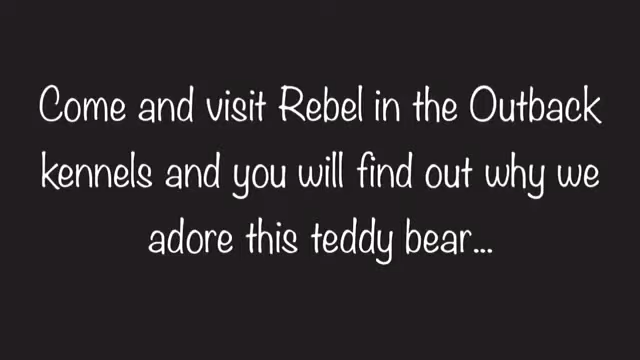 Come and visit Rebel in the Outback
kennels and you will find out why we
adore this teddy bear...